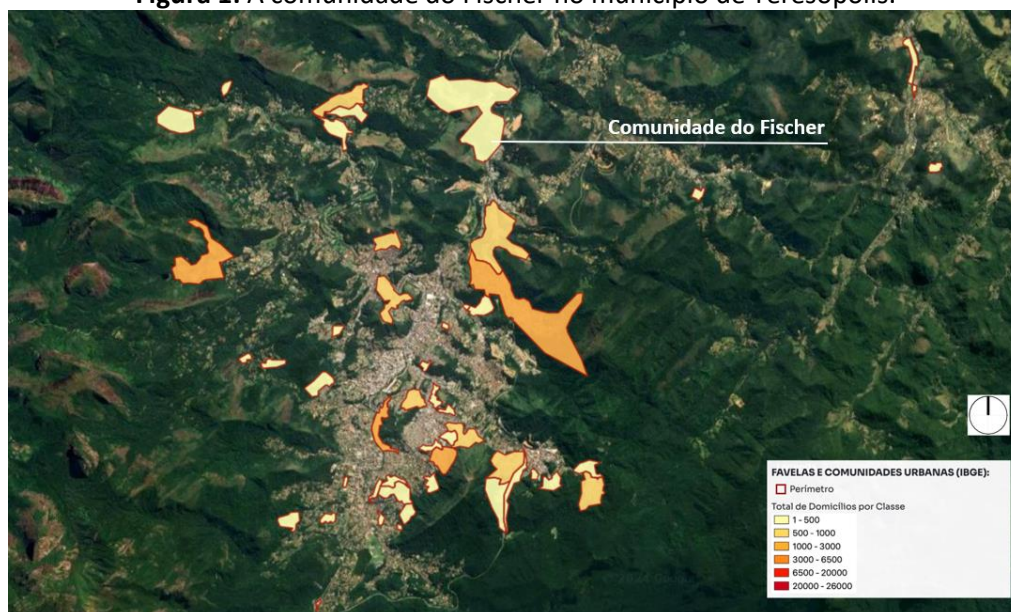 Figura 1. A comunidade do Fischer no município de Teresópolis.
Comunidade do Fischer
FAVELAS E COMUNIDADES URBANAS (IBGE):
Perímetro
Total de Domicílios por Classe
1 - 500
500 - 1000
1000 - 3000
3000 - 6500
6500 - 20000
20000 - 26000